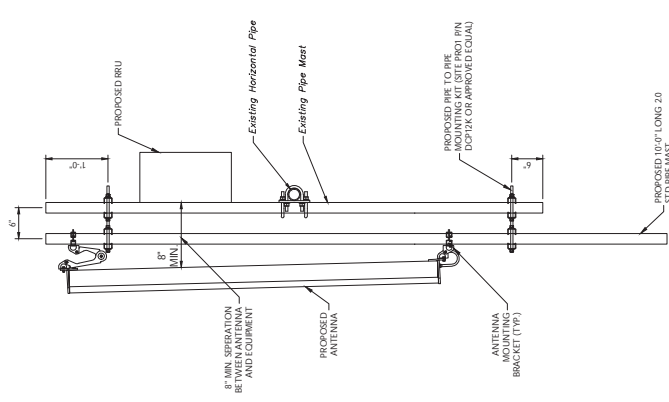 PROPOSED RRU
1'-0"
6"
Existing Horizontal Pipe
Existing Pipe Mast
8"
MIN.
8" MIN. SEPERATION
BETWEEN ANTENNA
AND EQUIPMENT
PROPOSED
ANTENNA
ANTENNA
MOUNTING
BRACKET (TYP.)
PROPOSED PIPE TO PIPE
MOUNTING KIT (SITE PRO1 P/N
DCP12K OR APPROVED EQUAL)
6"
PROPOSED 10'-0" LONG 2.0
STD PIPE MAST